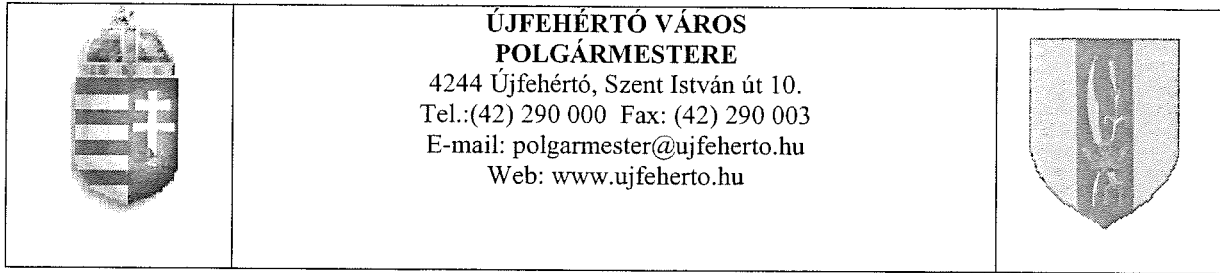 ÚJFEHÉRTÓ VÁROS
POLGÁRMESTERE
4244 Újfehértó, Szent István út 10.
Tel.:(42) 290 000 Fax: (42) 290 003
E-mail: polgarmester@ujfeherto.hu
Web: www.ujfeherto.hu